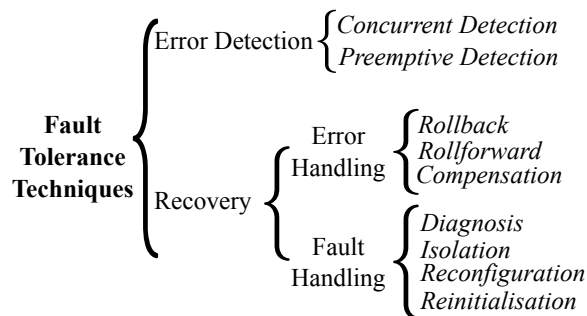 Fault
Tolerance
Techniques
Error Detection
Concurrent Detection
Preemptive Detection
Recovery
Error
Handling
Rollback
Rollforward
Compensation
Fault
Handling
Diagnosis
Isolation
Reconfiguration
Reinitialisation